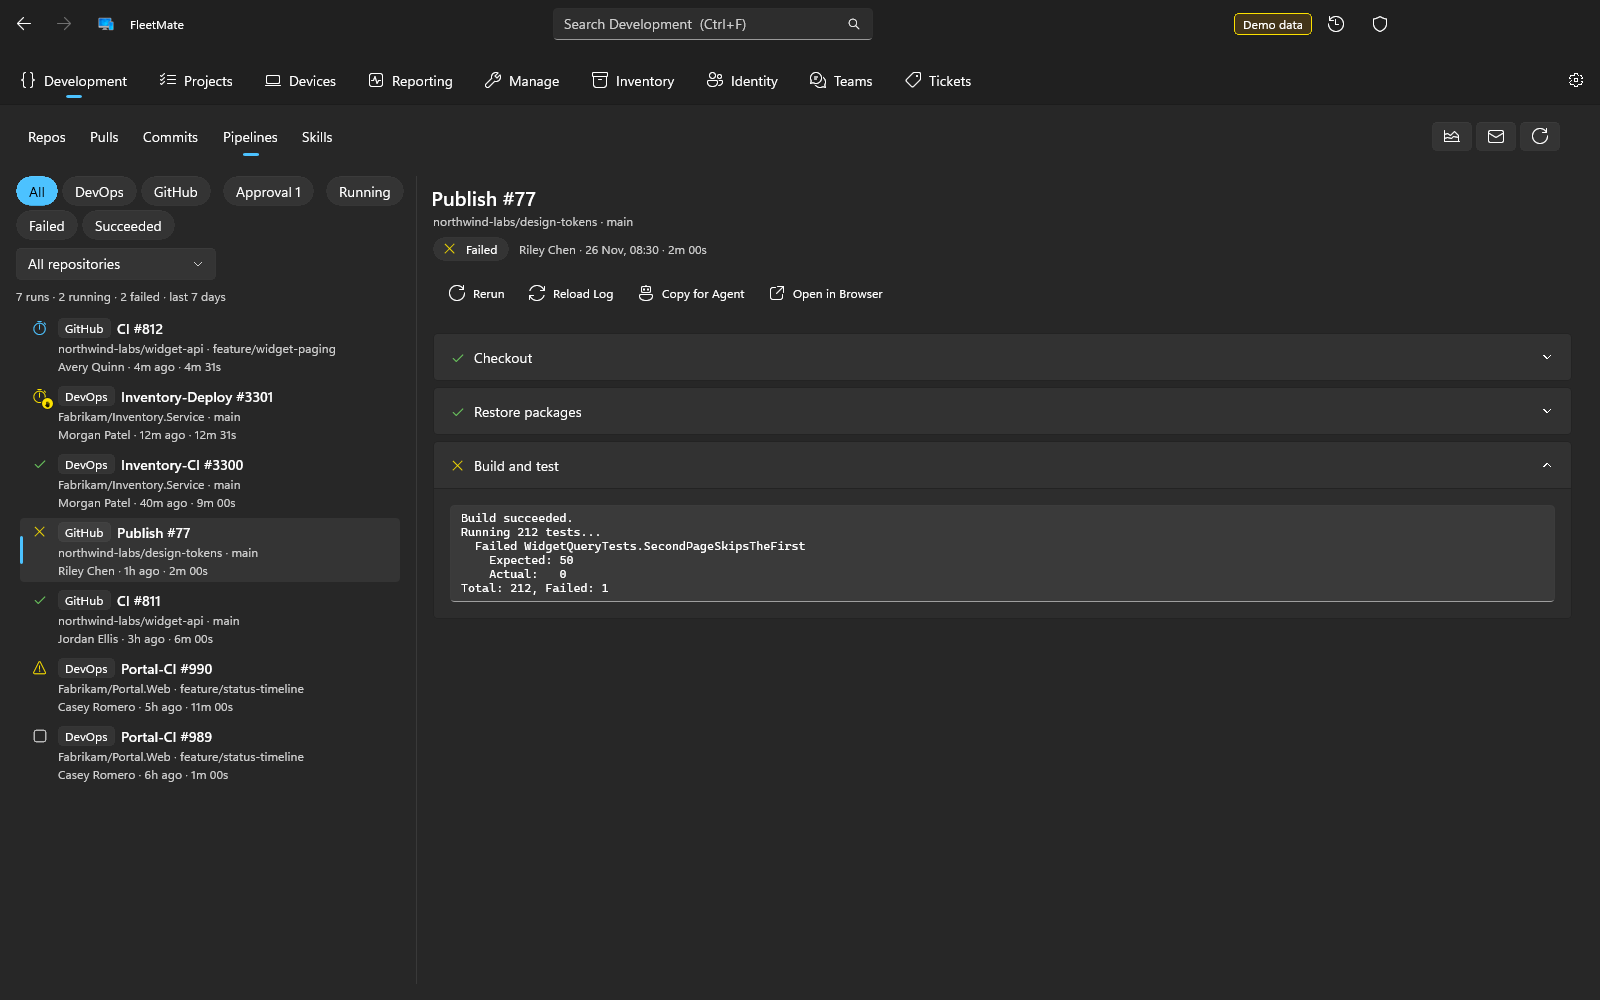 FleetMate
Search Development (Ctrl+F)
Demo data
Development
Projects
Devices
Reporting
Manage
Inventory
Identity
Teams
Tickets
Repos
Pulls
Commits
Pipelines
Skills
All
DevOps
GitHub
Approval 1
Running
Failed
Succeeded
All repositories
7 runs · 2 running · 2 failed · last 7 days
GitHub CI #812
northwind-labs/widget-api · feature/widget-paging
Avery Quinn · 4m ago · 4m 31s
DevOps Inventory-Deploy #3301
Fabrikam/Inventory.Service · main
Morgan Patel · 12m ago · 12m 31s
DevOps Inventory-CI #3300
Fabrikam/Inventory.Service · main
Morgan Patel · 40m ago · 9m 00s
GitHub Publish #77
northwind-labs/design-tokens · main
Riley Chen · 1h ago · 2m 00s
GitHub CI #811
northwind-labs/widget-api · main
Jordan Ellis · 3h ago · 6m 00s
DevOps Portal-CI #990
Fabrikam/Portal.Web · feature/status-timeline
Casey Romero · 5h ago · 11m 00s
DevOps Portal-CI #989
Fabrikam/Portal.Web · feature/status-timeline
Casey Romero · 6h ago · 1m 00s
Publish #77
northwind-labs/design-tokens · main
Failed Riley Chen · 26 Nov, 08:30 · 2m 00s
Rerun
Reload Log
Copy for Agent
Open in Browser
Checkout
Restore packages
Build and test
Build succeeded.
Running 212 tests...
Failed WidgetQueryTests.SecondPageSkipsTheFirst
Expected: 50
Actual: 0
Total: 212, Failed: 1